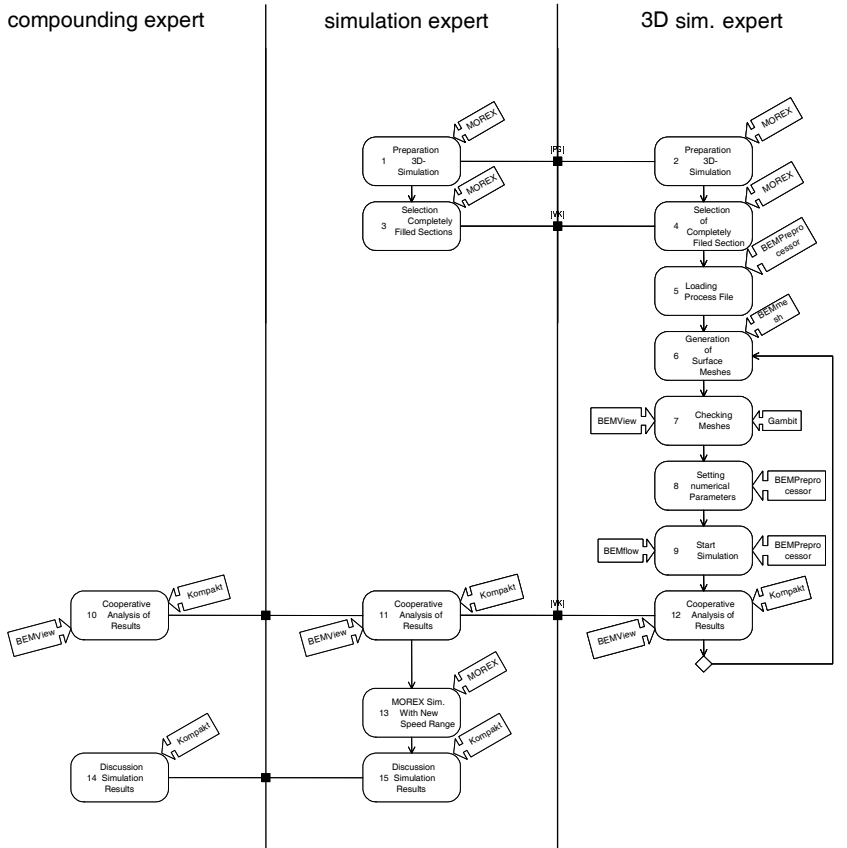 compounding expert
simulation expert
3D sim. expert
MOREX
MOREX
1
Preparation
3D-
Simulation
|PS|
2
Preparation
3D-
Simulation
MOREX
MOREX
3
Selection
Completely
Filled Sections
|VK|
4
Selection
of
Completely
Filled Section
BEMPrepro
cessor
5
Loading
Process File
BEMme
sh
6
Generation
of
Surface
Meshes
BEMView
7
Checking
Meshes
Gambit
8
Setting
numerical
Parameters
BEMPrepro
cessor
BEMflow
9
Start
Simulation
BEMPrepro
cessor
Kompakt
Kompakt
Kompakt
10
Cooperative
Analysis of
Results
11
Cooperative
Analysis of
Results
|VK|
12
Cooperative
Analysis of
Results
BEMView
BEMView
BEMView
MOREX
13
MOREX Sim.
With New
Speed Range
Kompakt
Kompakt
14
Discussion
Simulation
Results
15
Discussion
Simulation
Results